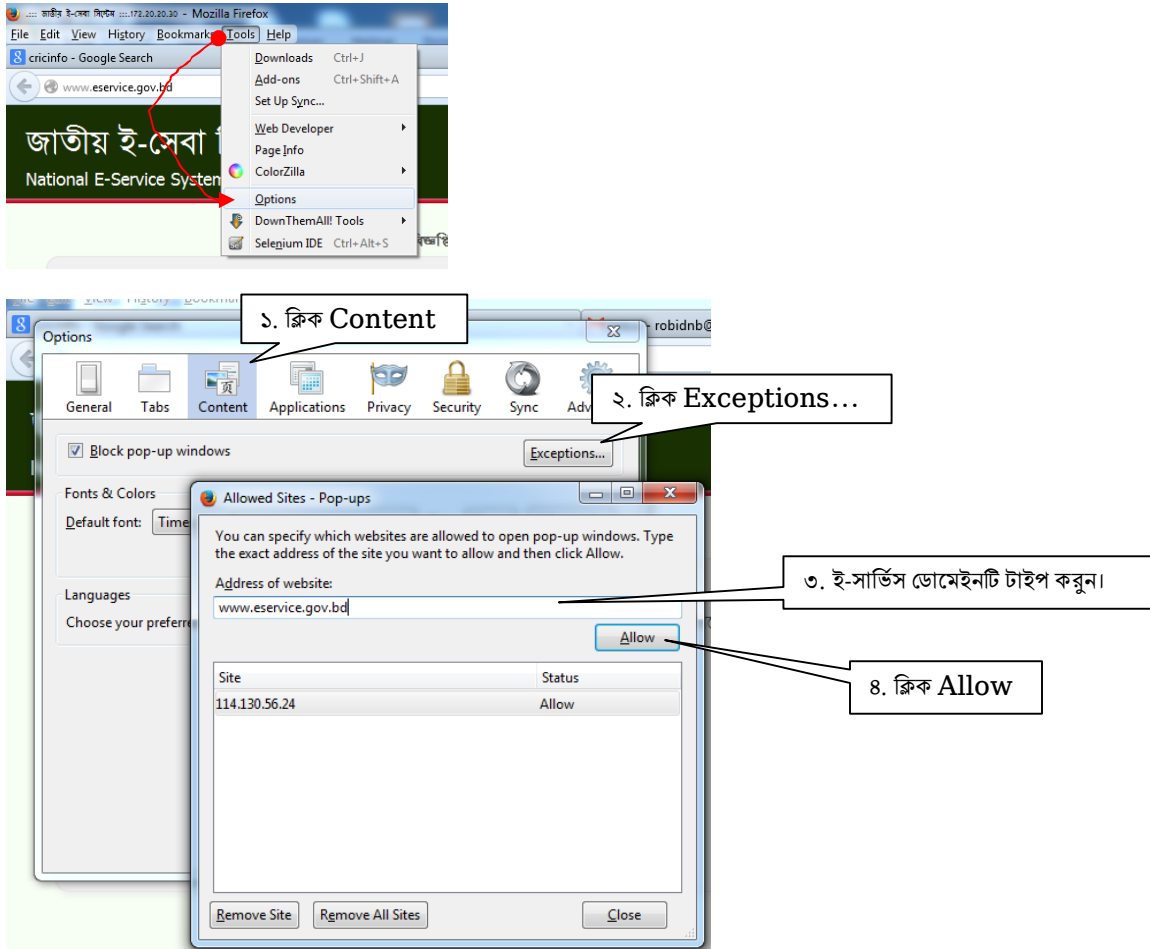 .::: জাতীয় ই-সেবা সিস্টেম ::::.172.20.20.30 - Mozilla Firefox
File Edit View History Bookmarks Tools Help
cricinfo - Google Search
www.eservice.gov.bd
জাতীয় ই-সেবা
National E-Service System
Downloads Ctrl+J
Add-ons Ctrl+Shift+A
Set Up Sync...
Web Developer
Page Info
ColorZilla
Options
DownThemAll! Tools
Selenium IDE Ctrl+Alt+S
১. ক্লিক Content
robidnb@
Options
General Tabs Content Applications Privacy Security Sync
২. ক্লিক Exceptions...
Block pop-up windows
Exceptions...
Fonts & Colors
Default font: Time
Languages
Choose your preferre
Allowed Sites - Pop-ups
You can specify which websites are allowed to open pop-up windows. Type
the exact address of the site you want to allow and then click Allow.
Address of website:
www.eservice.gov.bd
৩. ই-সার্ভিস ডোমেইনটি টাইপ করুন।
Allow
৪. ক্লিক Allow
Site Status
114.130.56.24 Allow
Remove Site Remove All Sites Close